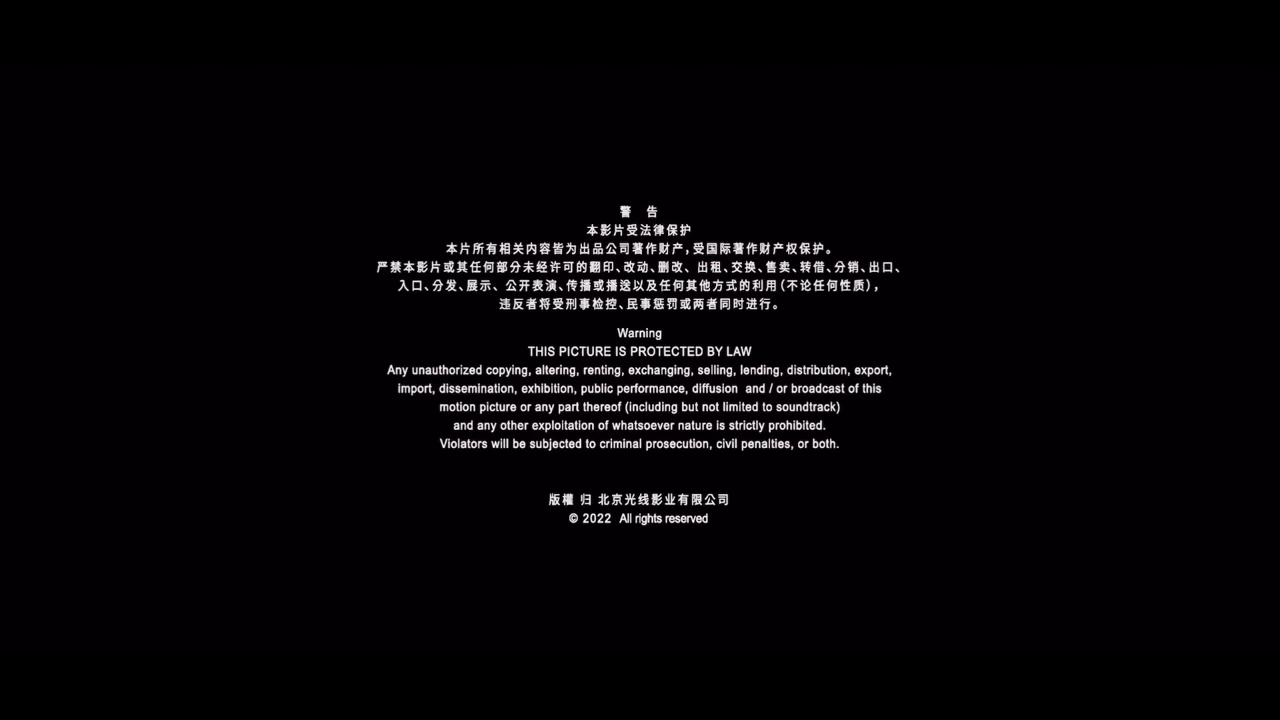 警 告
本影片受法律保护
本片所有相关内容皆为出品公司著作财产,受国际著作财产权保护。
严禁本影片或其任何部分未经许可的翻印、改动、删改、出租、交换、售卖、转借、分销、出口、
入口、分发、展示、公开表演、传播或播送以及任何其他方式的利用(不论任何性质),
违反者将受刑事检控、民事惩罚或两者同时进行。
Warning
THIS PICTURE IS PROTECTED BY LAW
Any unauthorized copying, altering, renting, exchanging, selling, lending, distribution, export,
import, dissemination, exhibition, public performance, diffusion and / or broadcast of this
motion picture or any part thereof (including but not limited to soundtrack)
and any other exploitation of whatsoever nature is strictly prohibited.
Violators will be subjected to criminal prosecution, civil penalties, or both.
版權 归 北京光线影业有限公司
© 2022 All rights reserved